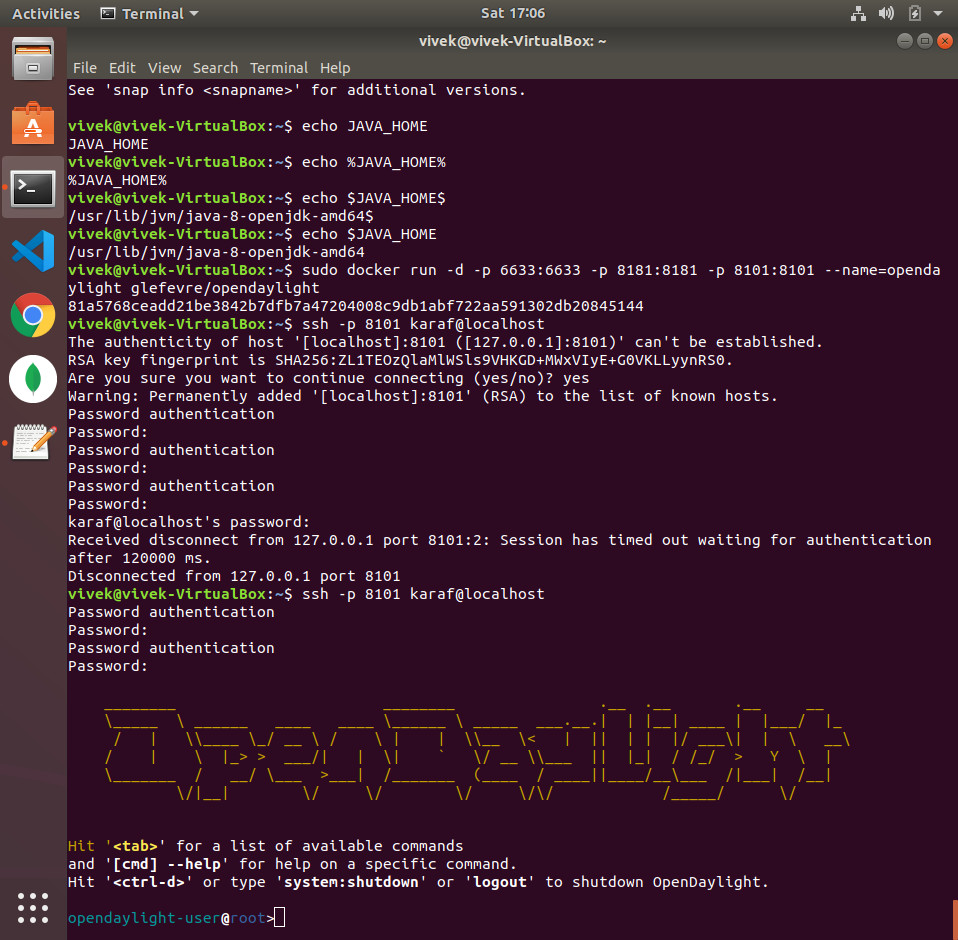 Activities Terminal Sat 17:06
vivek@vivek-VirtualBox: ~
File Edit View Search Terminal Help
See 'snap info <snapname>' for additional versions.
vivek@vivek-VirtualBox:~$ echo JAVA_HOME
JAVA_HOME
vivek@vivek-VirtualBox:~$ echo %JAVA_HOME%
%JAVA_HOME%
vivek@vivek-VirtualBox:~$ echo $JAVA_HOME$
/usr/lib/jvm/java-8-openjdk-amd64$
vivek@vivek-VirtualBox:~$ echo $JAVA_HOME
/usr/lib/jvm/java-8-openjdk-amd64
vivek@vivek-VirtualBox:~$ sudo docker run -d -p 6633:6633 -p 8181:8181 -p 8101:8101 --name=openda
ylight glefevre/opendaylight
81a5768ceadd21be3842b7dfb7a47204008c9db1abf722aa591302db20845144
vivek@vivek-VirtualBox:~$ ssh -p 8101 karaf@localhost
The authenticity of host '[localhost]:8101 ([127.0.0.1]:8101)' can't be established.
RSA key fingerprint is SHA256:ZL1TEOzQlaMlWSls9VHKGD+MWxVIyE+G0VKLLyynRS0.
Are you sure you want to continue connecting (yes/no)? yes
Warning: Permanently added '[localhost]:8101' (RSA) to the list of known hosts.
Password authentication
Password:
Password authentication
Password:
Password authentication
Password:
karaf@localhost's password:
Received disconnect from 127.0.0.1 port 8101:2: Session has timed out waiting for authentication
after 120000 ms.
Disconnected from 127.0.0.1 port 8101
vivek@vivek-VirtualBox:~$ ssh -p 8101 karaf@localhost
Password authentication
Password:
Password authentication
Password:
OpenDaylight
Hit '<tab>' for a list of available commands
and '[cmd] --help' for help on a specific command.
Hit '<ctrl-d>' or type 'system:shutdown' or 'logout' to shutdown OpenDaylight.
opendaylight-user@root>